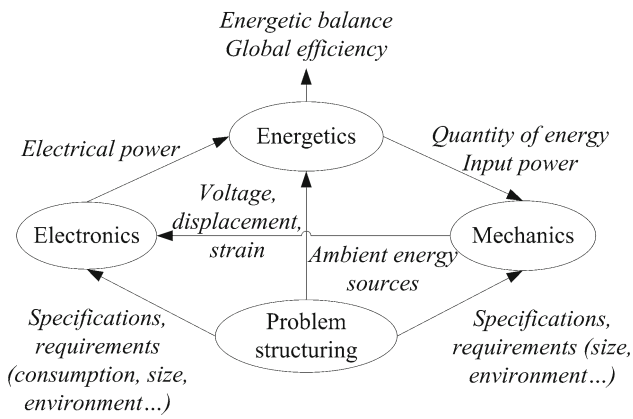 Energetic balance
Global efficiency
Energetics
Electrical power
Quantity of energy
Input power
Voltage,
displacement,
strain
Electronics
Mechanics
Ambient energy
sources
Problem
structuring
Specifications,
requirements
(consumption, size,
environment…)
Specifications,
requirements (size,
environment…)